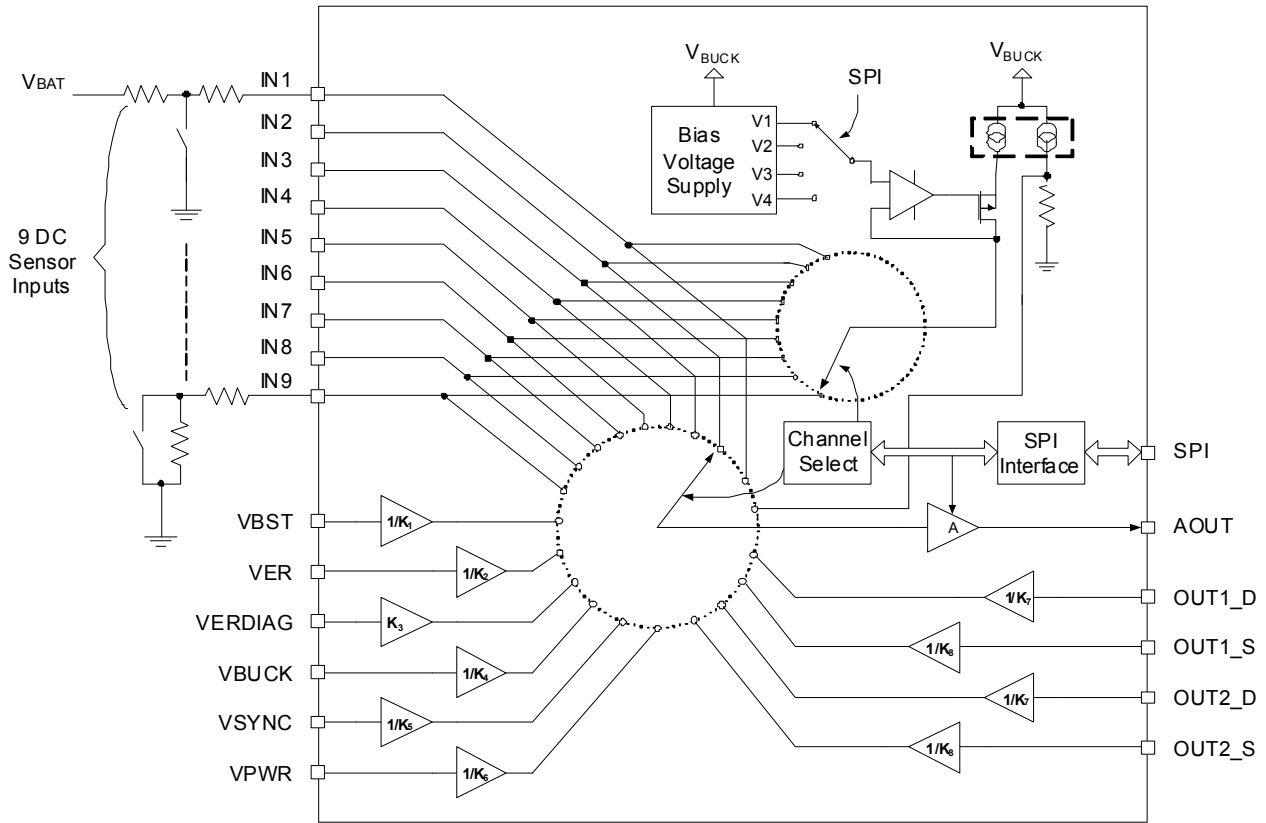 VBAT
IN1
IN2
IN3
IN4
IN5
IN6
IN7
IN8
IN9
9 DC
Sensor
Inputs
VBUCK
SPI
VBUCK
Bias
Voltage
Supply
V1
V2
V3
V4
Channel
Select
SPI
Interface
SPI
A
AOUT
VBST
1/K1
VER
1/K2
VERDIAG
K3
VBUCK
1/K4
VSYNC
1/K5
VPWR
1/K6
1/K7
OUT1_D
1/K8
OUT1_S
1/K7
OUT2_D
1/K8
OUT2_S